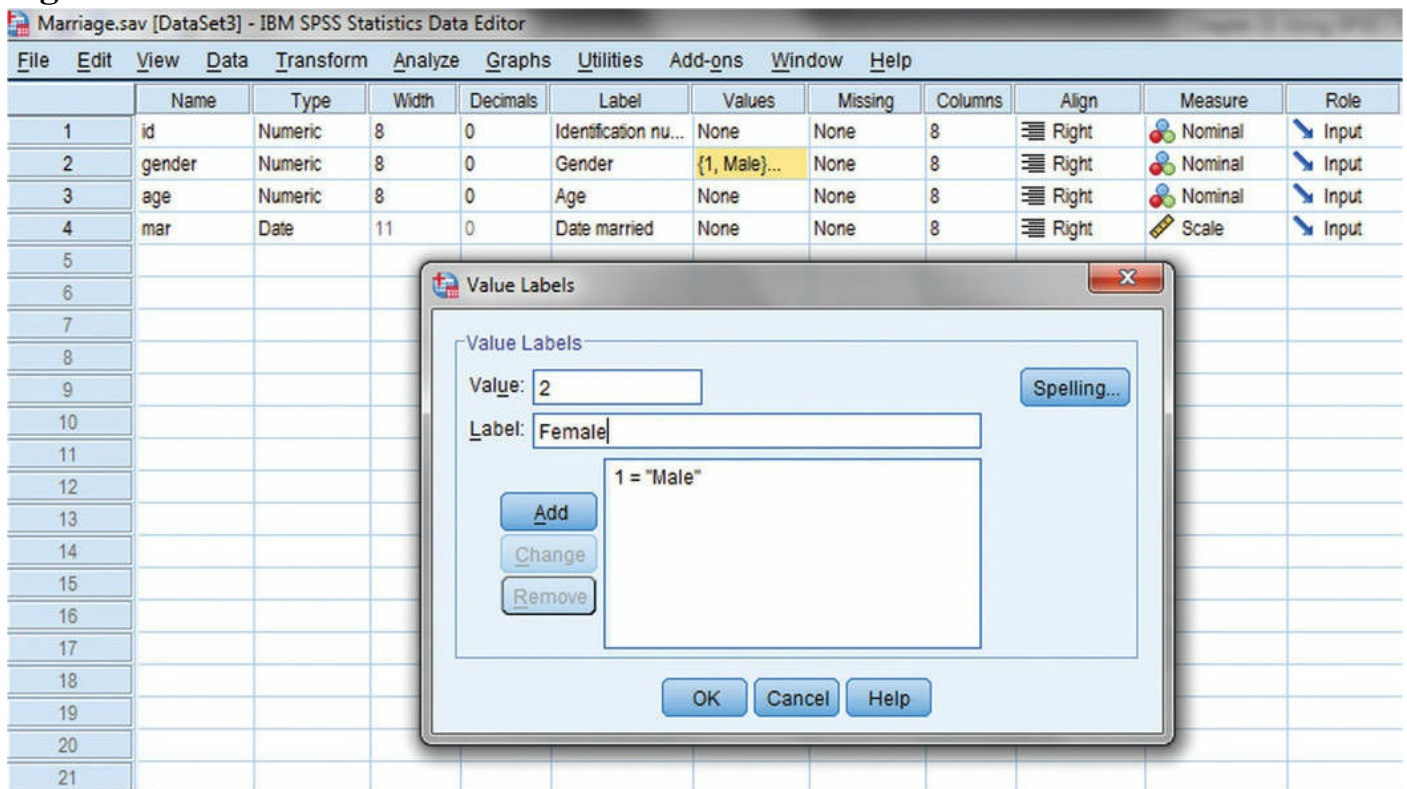 Marriage.sav [DataSet3] - IBM SPSS Statistics Data Editor
File Edit View Data Transform Analyze Graphs Utilities Add-ons Window Help
Name Type Width Decimals Label Values Missing Columns Align Measure Role
1 id Numeric 8 0 Identification nu... None None 8 Right Nominal Input
2 gender Numeric 8 0 Gender {1, Male}... None 8 Right Nominal Input
3 age Numeric 8 0 Age None None 8 Right Nominal Input
4 mar Date 11 0 Date married None None 8 Right Scale Input
5
6
7
8
9
10
11
12
13
14
15
16
17
18
19
20
21
Value Labels
Value Labels
Value: 2
Spelling...
Label: Female
1 = "Male"
Add
Change
Remove
OK Cancel Help